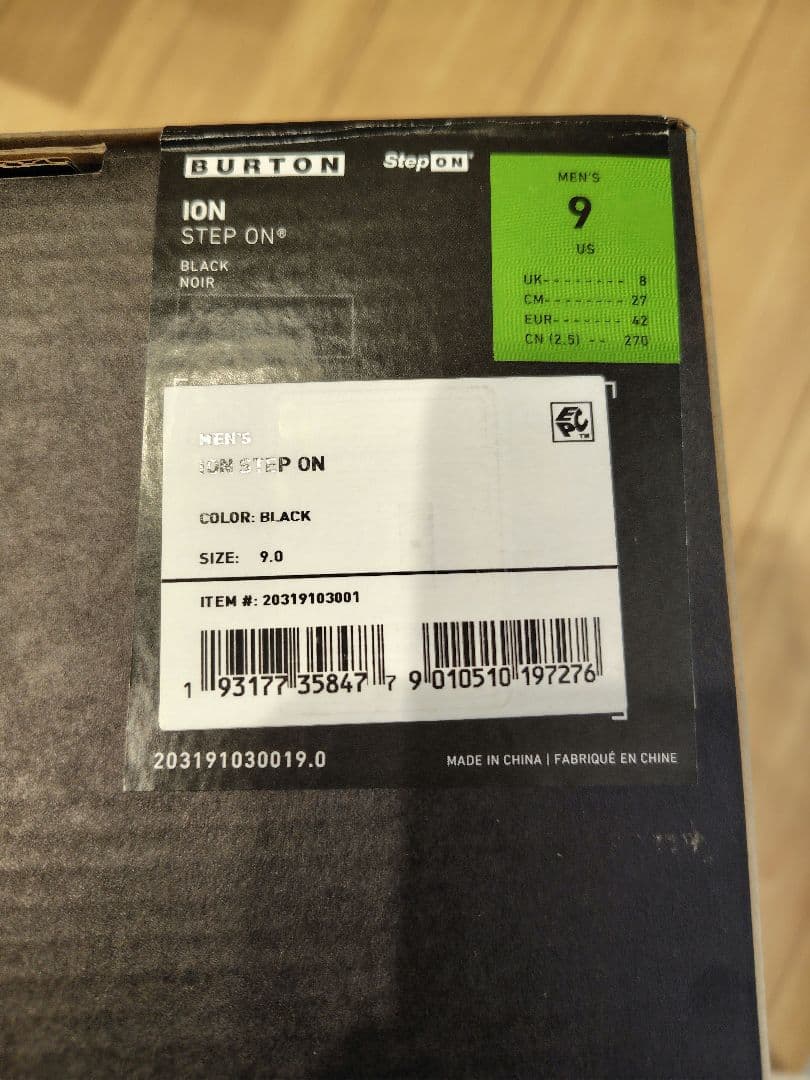 BURTON
Step ON
ION
STEP ON®
BLACK
NOIR
MEN'S
9
US
UK-------- 8
CM-------- 27
EUR------- 42
CN (2.5) -- 270
EPC™
MEN'S
ION STEP ON
COLOR: BLACK
SIZE: 9.0
ITEM #: 20319103001
1 93177 35847 7
9 010510 197276
203191030019.0
MADE IN CHINA | FABRIQUÉ EN CHINE